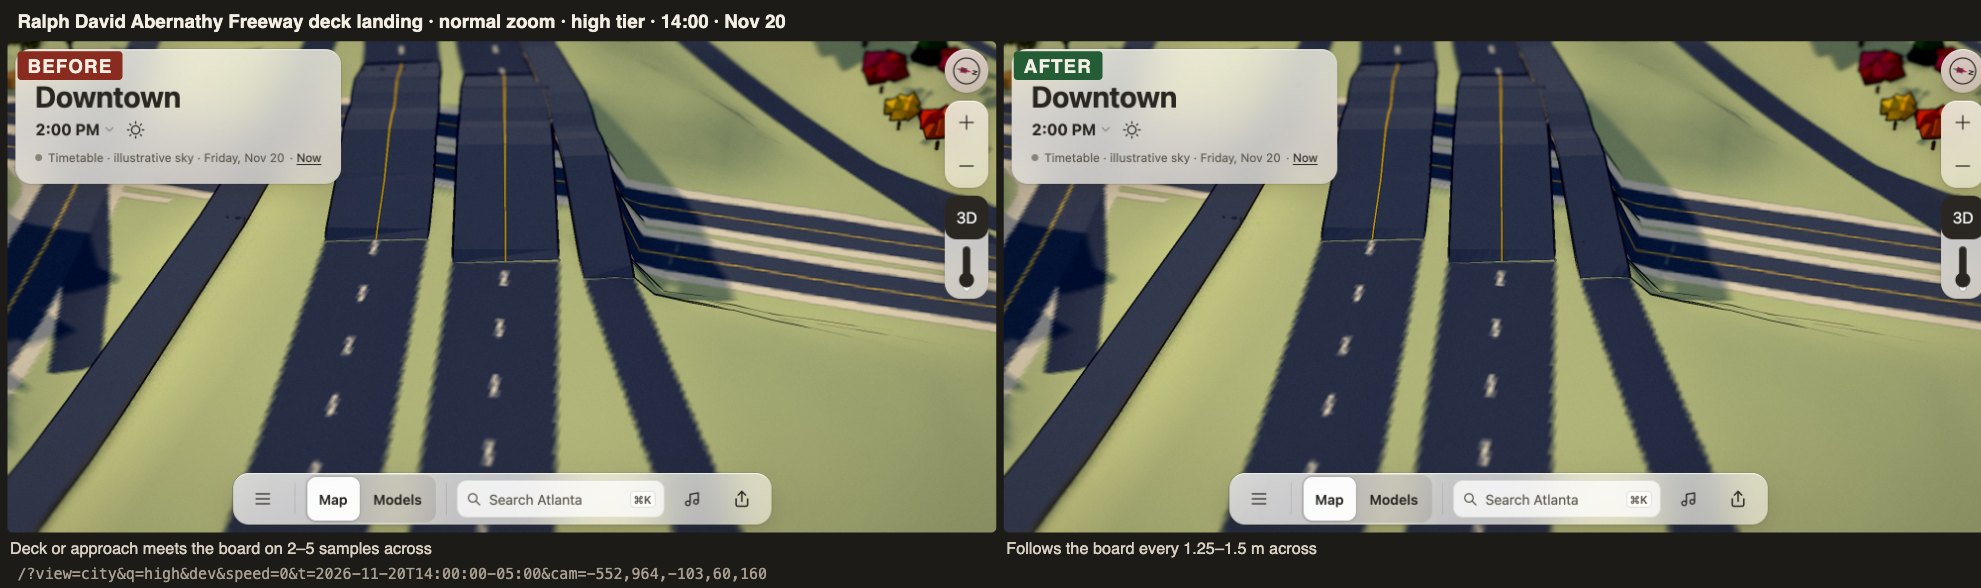 Ralph David Abernathy Freeway deck landing · normal zoom · high tier · 14:00 · Nov 20
BEFORE
Downtown
2:00 PM
Timetable · illustrative sky · Friday, Nov 20 · Now
N
3D
Map
Models
Search Atlanta
⌘K
Deck or approach meets the board on 2–5 samples across
AFTER
Downtown
2:00 PM
Timetable · illustrative sky · Friday, Nov 20 · Now
N
3D
Map
Models
Search Atlanta
⌘K
Follows the board every 1.25–1.5 m across
/?view=city&q=high&dev&speed=0&t=2026-11-20T14:00:00-05:00&cam=-552,964,-103,60,160